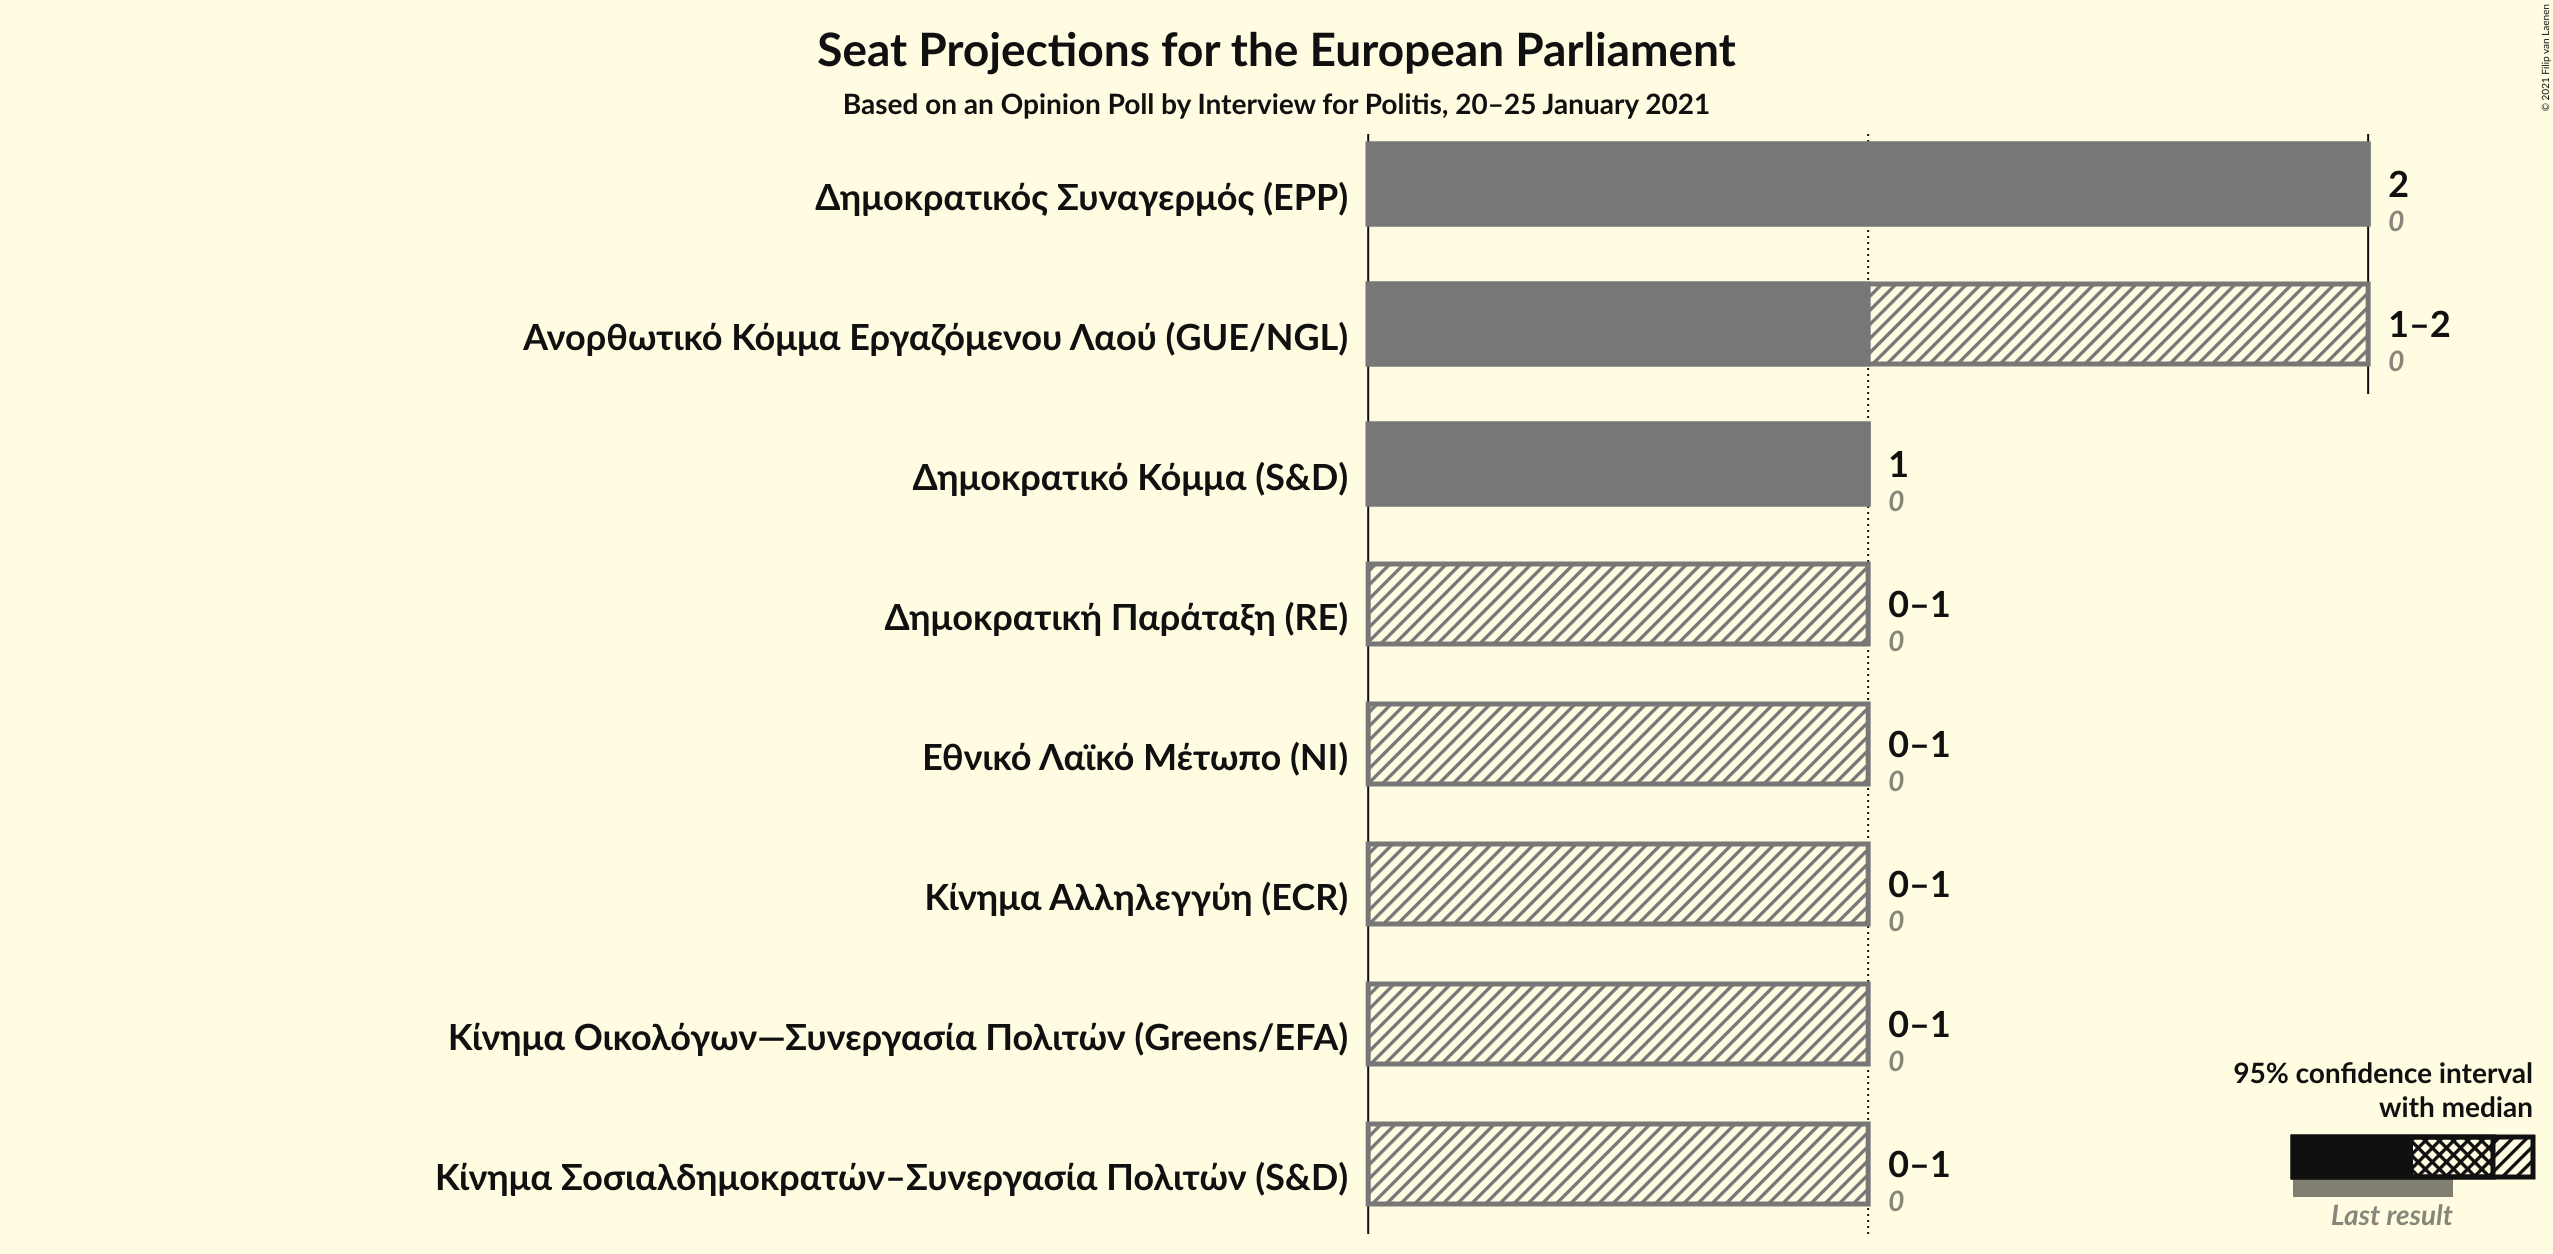 Seat Projections for the European Parliament
Based on an Opinion Poll by Interview for Politis, 20–25 January 2021
© 2021 Filip van Laenen
Δημοκρατικός Συναγερμός (EPP)
2
0
Ανορθωτικό Κόμμα Εργαζόμενου Λαού (GUE/NGL)
1–2
0
Δημοκρατικό Κόμμα (S&D)
1
0
Δημοκρατική Παράταξη (RE)
0–1
0
Εθνικό Λαϊκό Μέτωπο (NI)
0–1
0
Κίνημα Αλληλεγγύη (ECR)
0–1
0
Κίνημα Οικολόγων—Συνεργασία Πολιτών (Greens/EFA)
0–1
0
Κίνημα Σοσιαλδημοκρατών–Συνεργασία Πολιτών (S&D)
0–1
0
95% confidence interval
with median
Last result